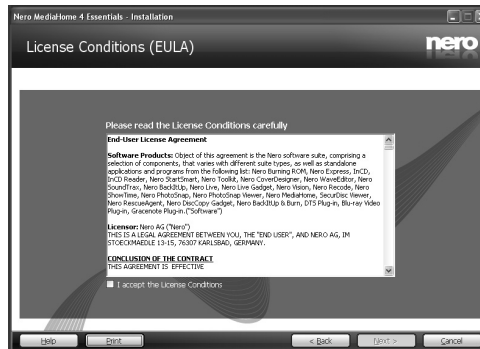 Nero MediaHome 4 Essentials - Installation
License Conditions (EULA)
nero
Please read the License Conditions carefully
End-User License Agreement
Software Products: Object of this agreement is the Nero software suite, comprising a
selection of components, that varies with different suite types, as well as standalone
applications and programs from the following list: Nero Burning ROM, Nero Express, InCD,
InCD Reader, Nero StartSmart, Nero Toolkit, Nero CoverDesigner, Nero WaveEditor, Nero
SoundTrax, Nero BackItUp, Nero Live, Nero Live Gadget, Nero Vision, Nero Recode, Nero
ShowTime, Nero PhotoSnap, Nero PhotoSnap Viewer, Nero MediaHome, SecurDisc Viewer,
Nero RescueAgent, Nero DiscCopy Gadget, Nero BackItUp & Burn, DTS Plug-in, Blu-ray Video
Plug-in, Gracenote Plug-in.("Software")
Licensor: Nero AG ("Nero")
THIS IS A LEGAL AGREEMENT BETWEEN YOU, THE "END USER", AND NERO AG, IM
STOECKMAEDLE 13-15, 76307 KARLSBAD, GERMANY.
CONCLUSION OF THE CONTRACT
THIS AGREEMENT IS EFFECTIVE
I accept the License Conditions
Help
Print
< Back
Next >
Cancel